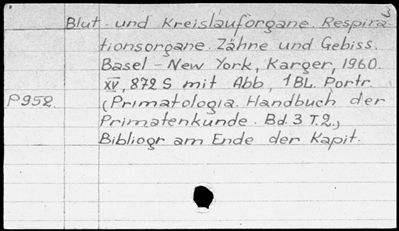 3
Blut- und Kreislauforgane. Respira-
tionsorgane. Zähne und Gebiss.
Basel - New York, Karger, 1960.
XV, 872 S mit Abb, 1 BL. Portr.
P952 (Primatologia. Handbuch der
Primatenkunde. Bd. 3 T.2.)
Bibliogr am Ende der Kapit.